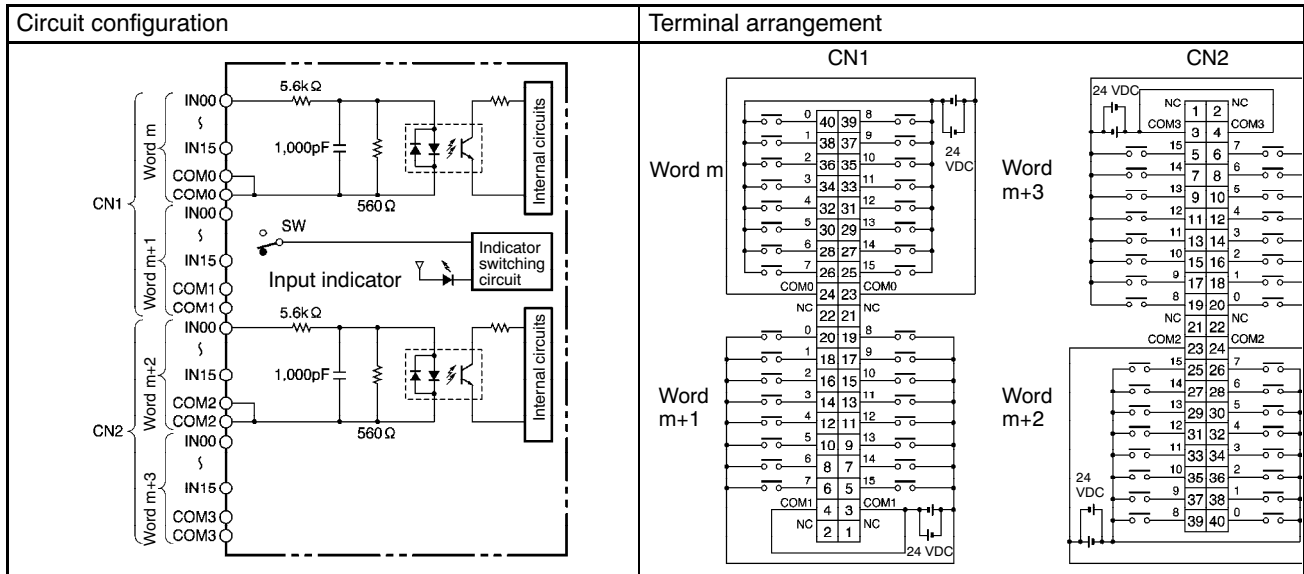 Circuit configuration
Terminal arrangement
CN1
Word m
IN00
IN15
COM0
COM0
Word m+1
IN00
IN15
COM1
COM1
CN2
Word m+2
IN00
IN15
COM2
COM2
Word m+3
IN00
IN15
COM3
COM3
5.6kΩ
1,000pF
560Ω
Internal circuits
SW
Input indicator
Indicator
switching
circuit
5.6kΩ
1,000pF
560Ω
Internal circuits
CN1
Word m
24
VDC
0 40 39 8
1 38 37 9
2 36 35 10
3 34 33 11
4 32 31 12
5 30 29 13
6 28 27 14
7 26 25 15
COM0 24 23 COM0
NC 22 21 NC
Word
m+1
0 20 19 8
1 18 17 9
2 16 15 10
3 14 13 11
4 12 11 12
5 10 9 13
6 8 7 14
7 6 5 15
COM1 4 3 COM1
NC 2 1 NC
24 VDC
CN2
24 VDC
Word
m+3
NC 1 2 NC
COM3 3 4 COM3
15 5 6 7
14 7 8 6
13 9 10 5
12 11 12 4
11 13 14 3
10 15 16 2
9 17 18 1
8 19 20 0
NC 21 22 NC
COM2 23 24 COM2
Word
m+2
15 25 26 7
14 27 28 6
13 29 30 5
12 31 32 4
11 33 34 3
10 35 36 2
9 37 38 1
8 39 40 0
24
VDC